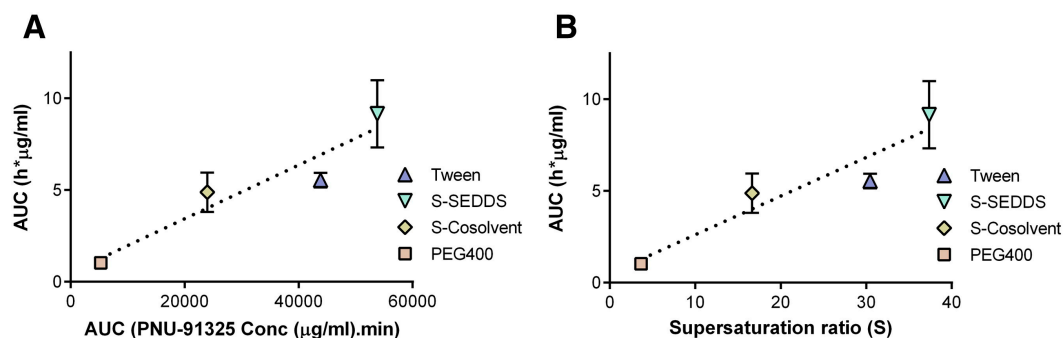 A
AUC (h*μg/ml)
10
5
0
0
20000
40000
60000
AUC (PNU-91325 Conc (μg/ml).min)
Tween
S-SEDDS
S-Cosolvent
PEG400
B
AUC (h*μg/ml)
10
5
0
0
10
20
30
40
Supersaturation ratio (S)
Tween
S-SEDDS
S-Cosolvent
PEG400